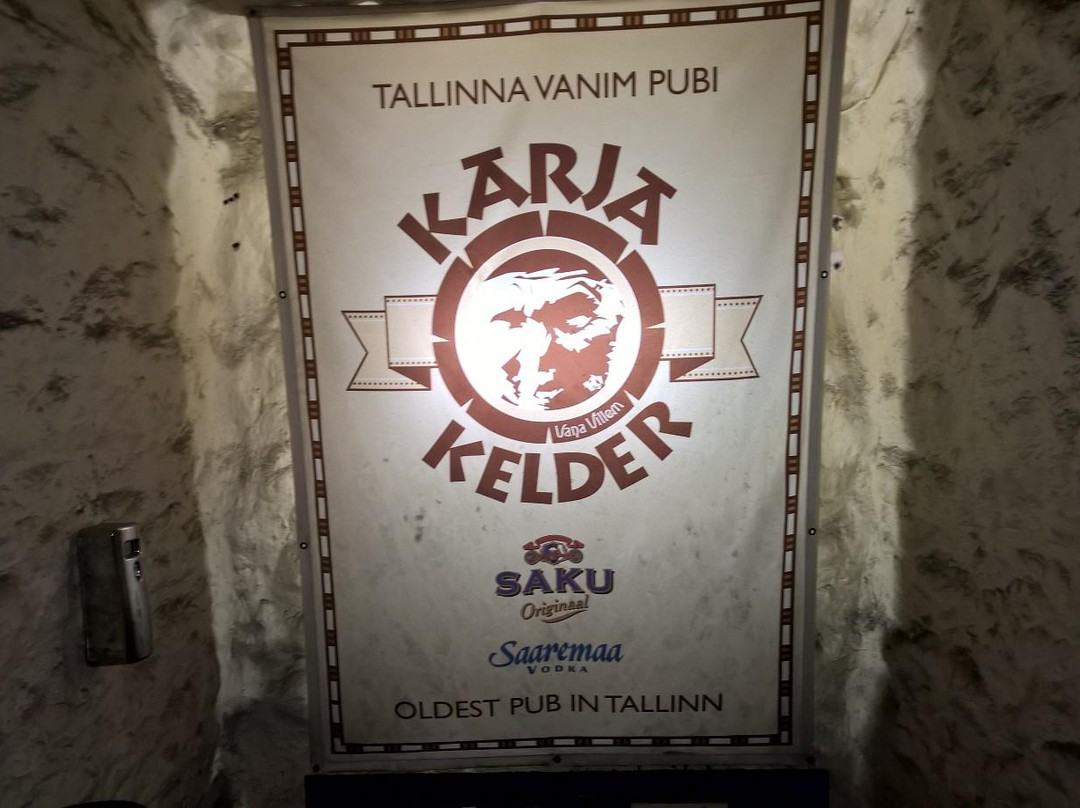 TALLINNA VANIM PUBI
KARJA
Vana Villem
KELDER
SAKU
Originaal
Saaremaa
VODKA
OLDEST PUB IN TALLINN